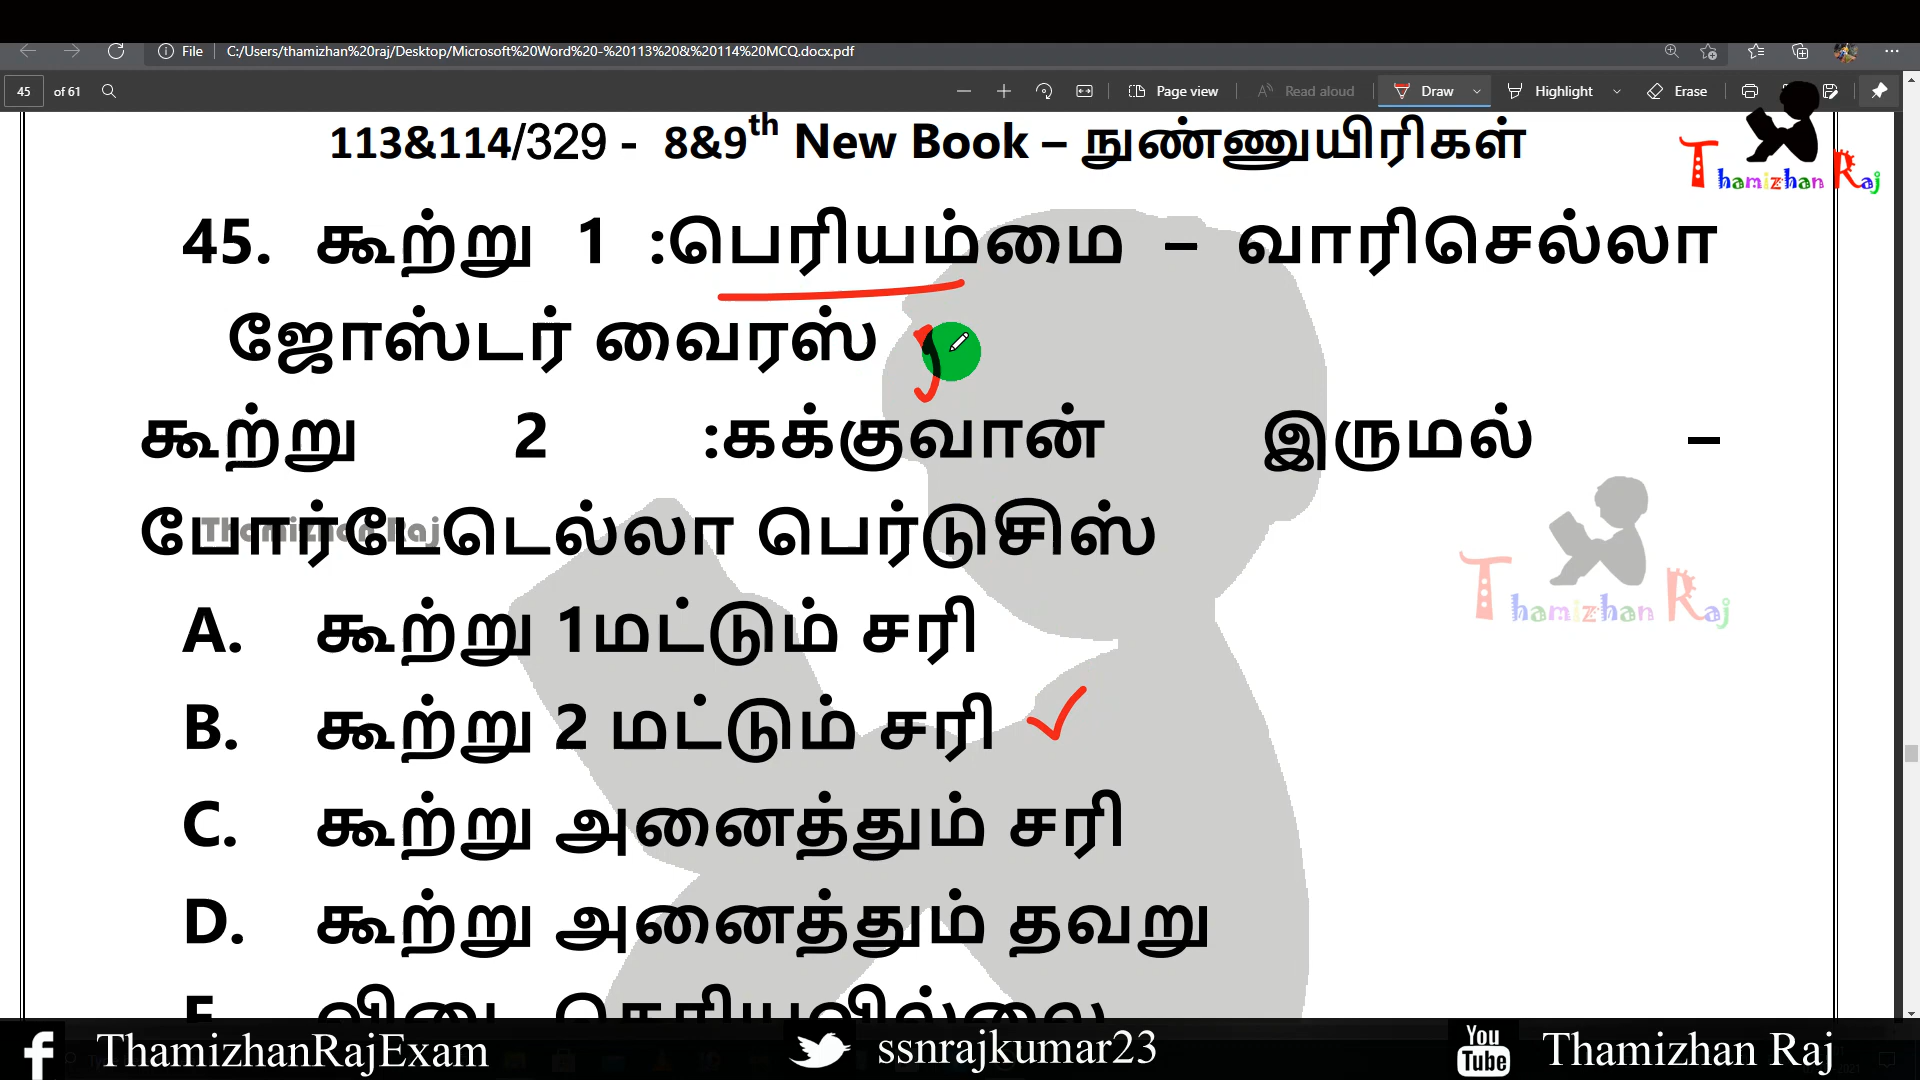 File
C:/Users/thamizhan%20raj/Desktop/Microsoft%20Word%20-%20113%20&%20114%20MCQ.docx.pdf
45 of 61
Page view
Read aloud
Draw
Highlight
Erase
113&114/329 - 8&9th New Book – நுண்ணுயிரிகள்
Thamizhan Raj
45. கூற்று 1 :பெரியம்மை – வாரிசெல்லா
ஜோஸ்டர் வைரஸ்
கூற்று 2 :கக்குவான் இருமல் –
போர்டேடெல்லா பெர்டுசிஸ்
Thamizhan Raj
Thamizhan Raj
A. கூற்று 1மட்டும் சரி
B. கூற்று 2 மட்டும் சரி
C. கூற்று அனைத்தும் சரி
D. கூற்று அனைத்தும் தவறு
E. விடை தெரியவில்லை
ThamizhanRajExam
ssnrajkumar23
You Tube
Thamizhan Raj